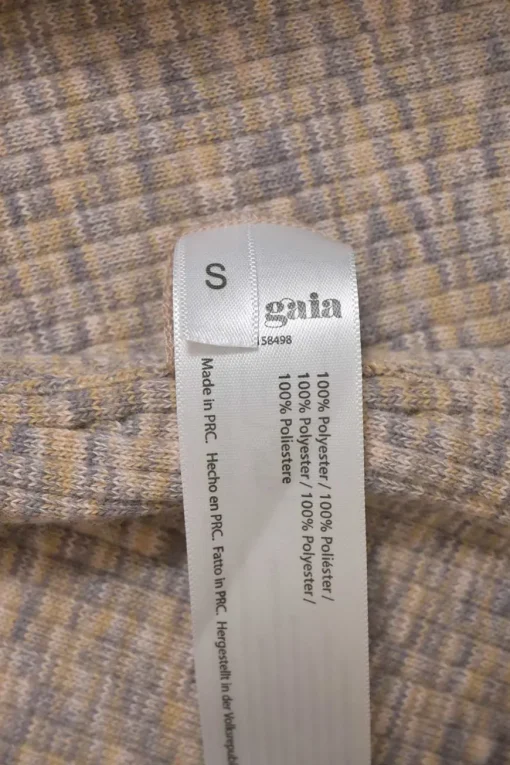 S
gaia
58498
100% Polyester / 100% Poliéster /
100% Polyester / 100% Polyester /
100% Poliestere
Made in PRC. Hecho en PRC. Fatto in PRC. Hergestellt in der